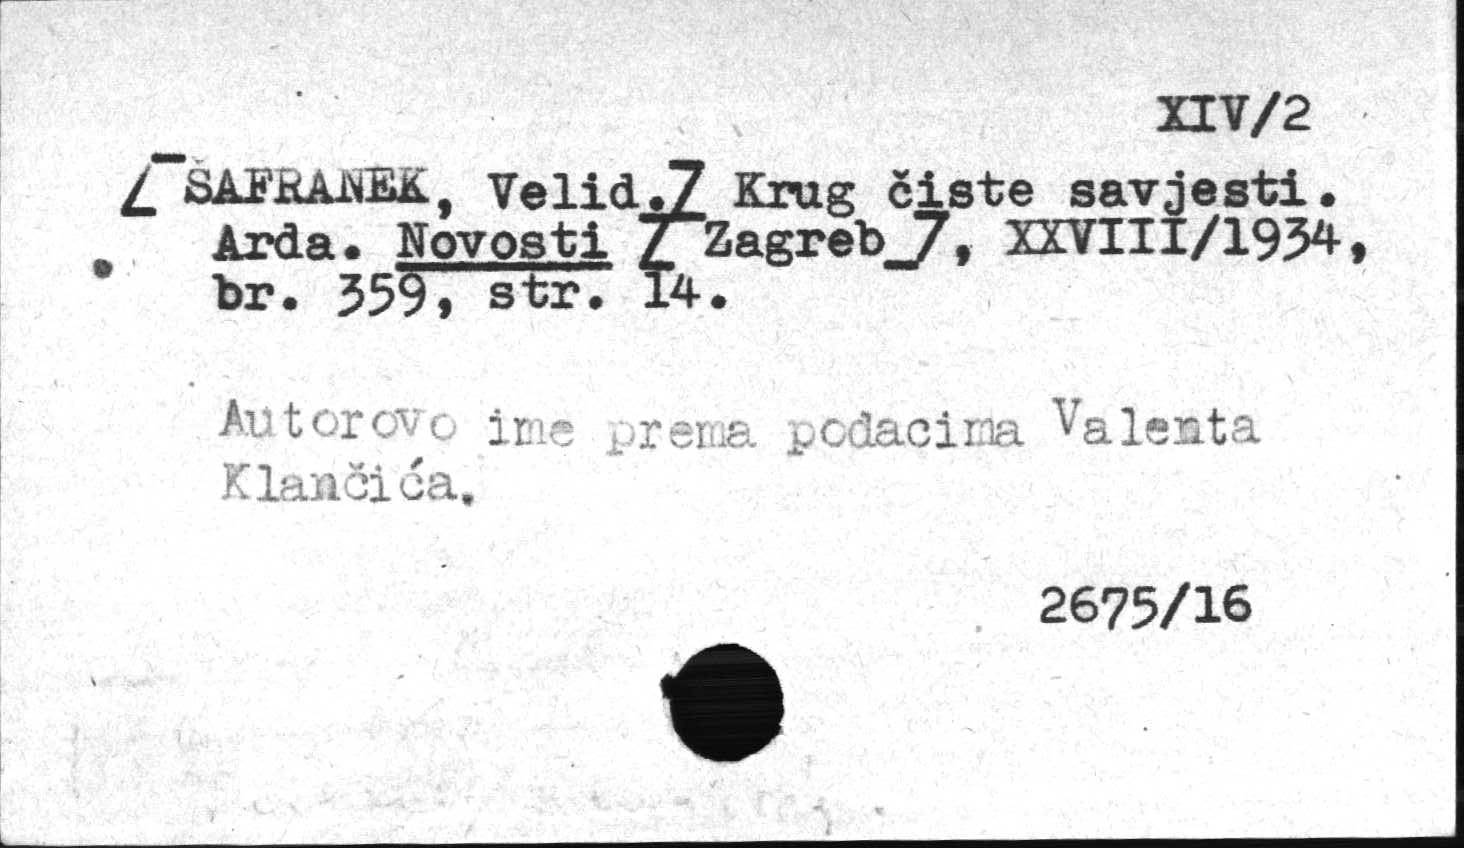 XIV/2
[ŠAFRANEK, Velid.] Krug čiste savjesti.
Arda. Novosti [Zagreb], XXVIII/1934,
br. 359, str. 14.
Autorovo ime prema podacima Valenta
Klančića.
2675/16